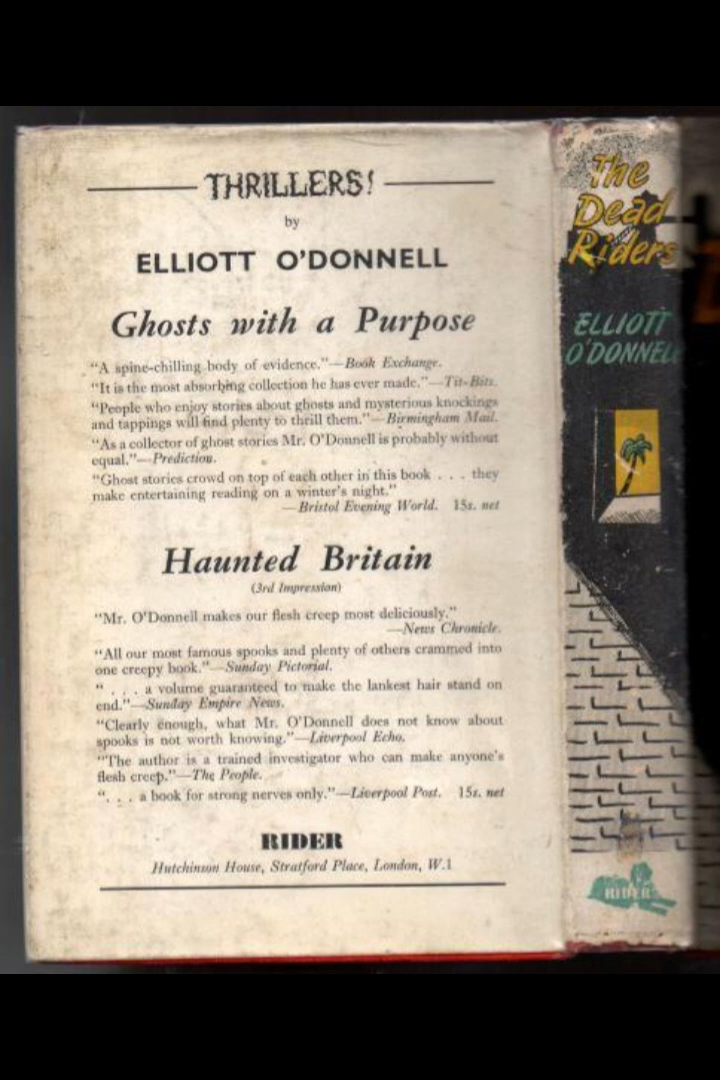 THRILLERS!
by
ELLIOTT O'DONNELL
Ghosts with a Purpose
"A spine-chilling body of evidence."—Book Exchange.
"It is the most absorbing collection he has ever made."—Tit-Bits.
"People who enjoy stories about ghosts and mysterious knockings
and tappings will find plenty to thrill them."—Birmingham Mail.
"As a collector of ghost stories Mr. O'Donnell is probably without
equal."—Prediction.
"Ghost stories crowd on top of each other in this book . . . they
make entertaining reading on a winter's night."
—Bristol Evening World. 15s. net
Haunted Britain
(3rd Impression)
"Mr. O'Donnell makes our flesh creep most deliciously."
—News Chronicle.
"All our most famous spooks and plenty of others crammed into
one creepy book."—Sunday Pictorial.
" . . . a volume guaranteed to make the lankest hair stand on
end."—Sunday Empire News.
"Clearly enough, what Mr. O'Donnell does not know about
spooks is not worth knowing."—Liverpool Echo.
"The author is a trained investigator who can make anyone's
flesh creep."—The People.
". . . a book for strong nerves only."—Liverpool Post. 15s. net
RIDER
Hutchinson House, Stratford Place, London, W.1
The
Dead
Riders
ELLIOTT
O'DONNELL
RIDER